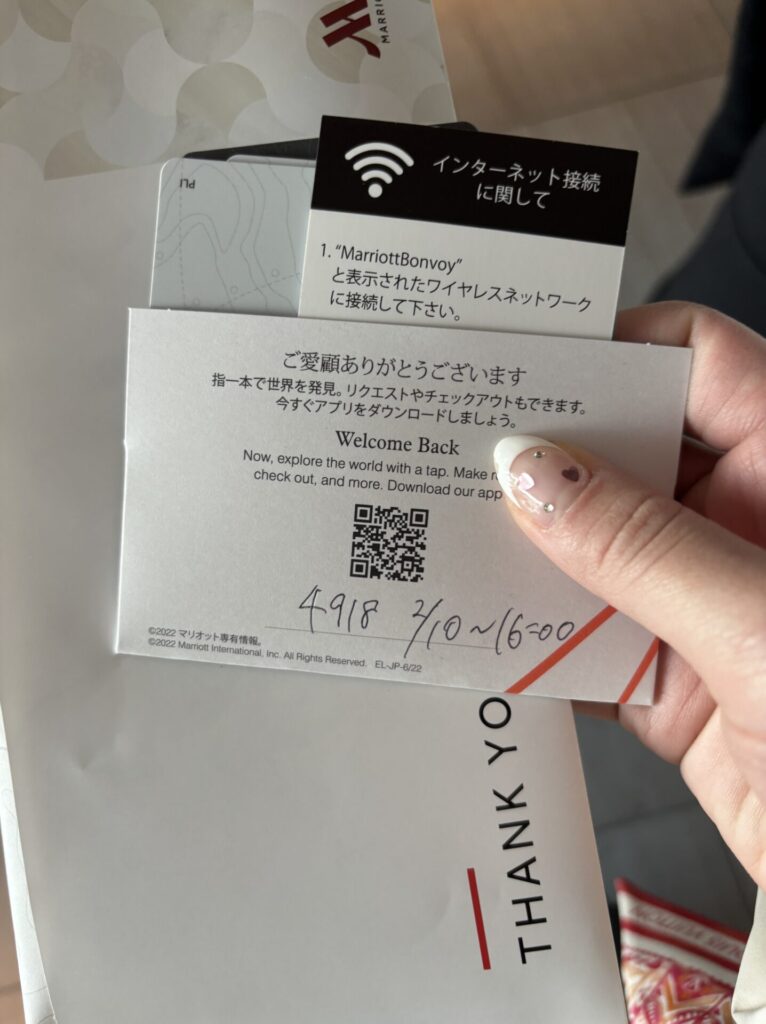 MARRIO
PLI
インターネット接続
に関して
1. “MarriottBonvoy”
と表示されたワイヤレスネットワーク
に接続して下さい。
ご愛顧ありがとうございます
指一本で世界を発見。リクエストやチェックアウトもできます。
今すぐアプリをダウンロードしましょう。
Welcome Back
Now, explore the world with a tap. Make
check out, and more. Download our app
4918 2/10~16:00
©2022 マリオット専有情報。
©2022 Marriott International, Inc. All Rights Reserved. EL-JP-6/22
THANK YO